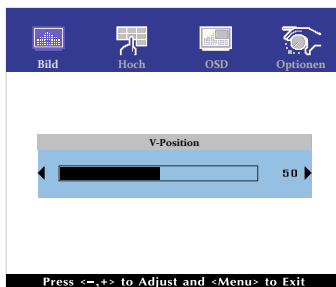 Bild Hoch OSD Optionen
V-Position
50
Press <–,+> to Adjust and <Menu> to Exit